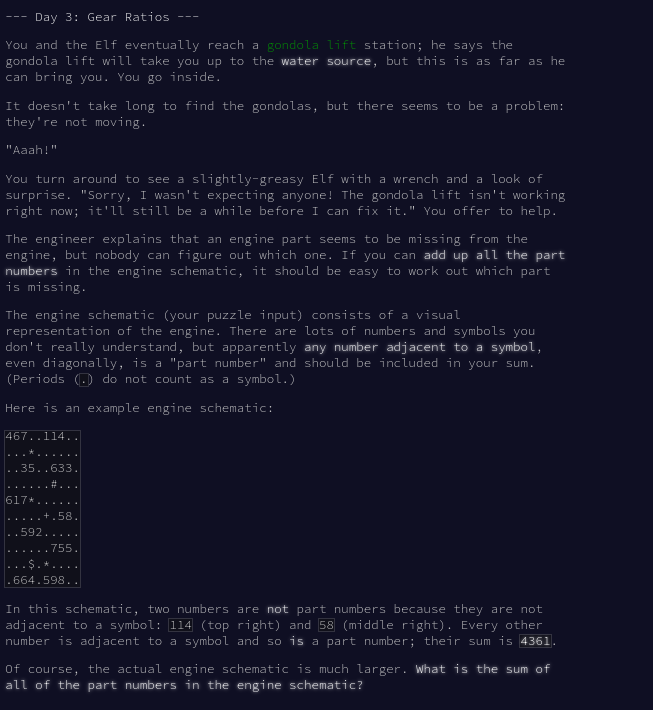 --- Day 3: Gear Ratios ---
You and the Elf eventually reach a gondola lift station; he says the
gondola lift will take you up to the water source, but this is as far as he
can bring you. You go inside.
It doesn't take long to find the gondolas, but there seems to be a problem:
they're not moving.
"Aaah!"
You turn around to see a slightly-greasy Elf with a wrench and a look of
surprise. "Sorry, I wasn't expecting anyone! The gondola lift isn't working
right now; it'll still be a while before I can fix it." You offer to help.
The engineer explains that an engine part seems to be missing from the
engine, but nobody can figure out which one. If you can add up all the part
numbers in the engine schematic, it should be easy to work out which part
is missing.
The engine schematic (your puzzle input) consists of a visual
representation of the engine. There are lots of numbers and symbols you
don't really understand, but apparently any number adjacent to a symbol,
even diagonally, is a "part number" and should be included in your sum.
(Periods (.) do not count as a symbol.)
Here is an example engine schematic:
467..114..
...*......
..35..633.
......#...
617*......
.....+.58.
..592.....
......755.
...$.*....
.664.598..
In this schematic, two numbers are not part numbers because they are not
adjacent to a symbol: 114 (top right) and 58 (middle right). Every other
number is adjacent to a symbol and so is a part number; their sum is 4361.
Of course, the actual engine schematic is much larger. What is the sum of
all of the part numbers in the engine schematic?